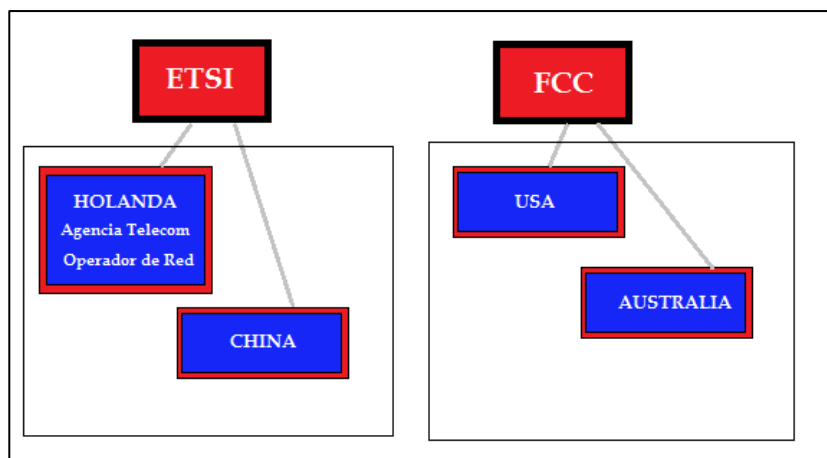 ETSI
HOLANDA
Agencia Telecom
Operador de Red
CHINA
FCC
USA
AUSTRALIA